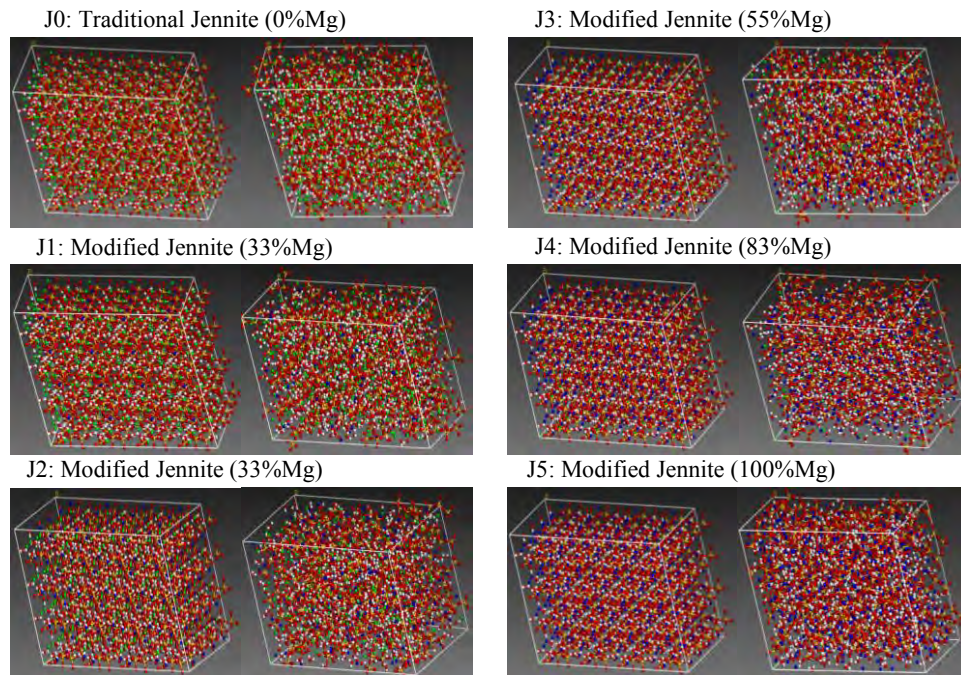 J0: Traditional Jennite (0%Mg)
J3: Modified Jennite (55%Mg)
J1: Modified Jennite (33%Mg)
J4: Modified Jennite (83%Mg)
J2: Modified Jennite (33%Mg)
J5: Modified Jennite (100%Mg)